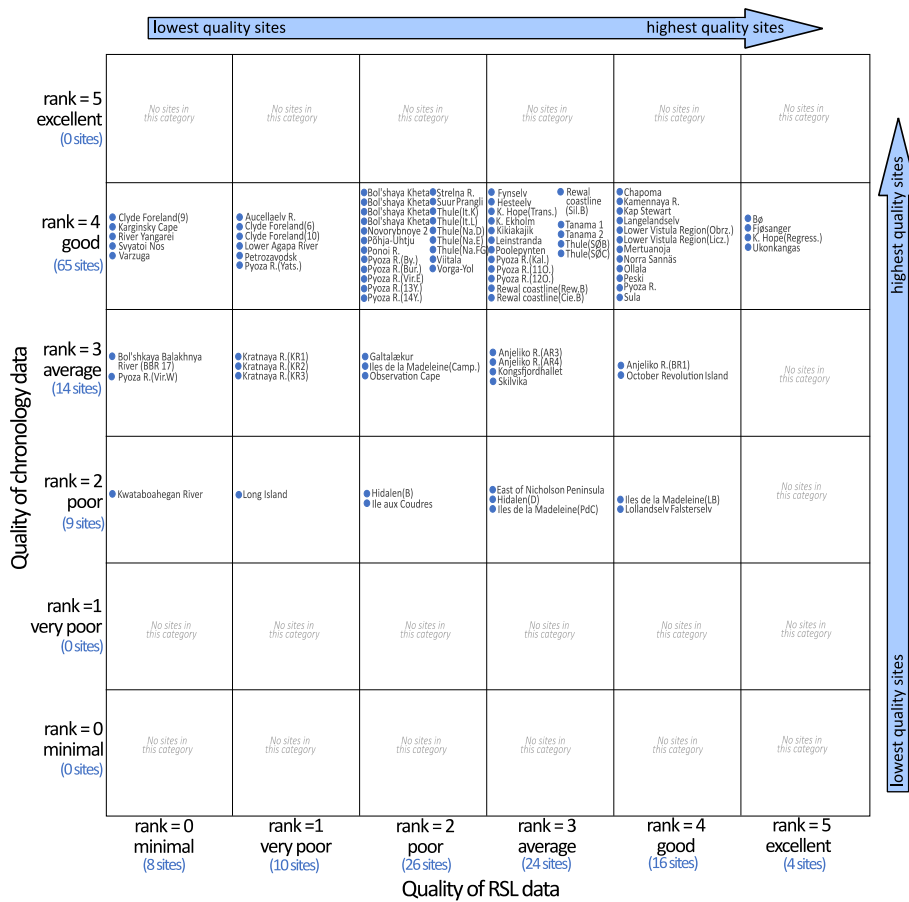 lowest quality sites
highest quality sites
rank = 5
excellent
(0 sites)
No sites in
this category
No sites in
this category
No sites in
this category
No sites in
this category
No sites in
this category
No sites in
this category
rank = 4
good
(65 sites)
Clyde Foreland(9)
Karginsky Cape
River Yangarei
Svyatoi Nos
Varzuga
Aucellaelv R.
Clyde Foreland(6)
Clyde Foreland(10)
Lower Agapa River
Petrozavodsk
Pyoza R.(Yats.)
Bol'shaya Kheta
Bol'shaya Kheta
Bol'shaya Kheta
Bol'shaya Kheta
Novorybnoye 2
Põhja-Uhtju
Ponoi R.
Pyoza R.(By.)
Pyoza R.(Bur.)
Pyoza R.(Vir.E)
Pyoza R.(13Y.)
Pyoza R.(14Y.)
Strelna R.
Suur Prangli
Thule(It.K)
Thule(It.L)
Thule(Na.D)
Thule(Na.E)
Thule(Na.FG
Viitala
Vorga-Yol
Fynselv
Hesteelv
K. Hope(Trans.)
K. Ekholm
Kikiakajik
Leinstranda
Poolepynten
Pyoza R.(Kal.)
Pyoza R.(11O.)
Pyoza R.(12O.)
Rewal coastline(Rew.B)
Rewal coastline(Cie.B)
Rewal
coastline
(Sil.B)
Tanama 1
Tanama 2
Thule(SØB)
Thule(SØC)
Chapoma
Kamennaya R.
Kap Stewart
Langelandselv
Lower Vistula Region(Obrz.)
Lower Vistula Region(Licz.)
Mertuanoja
Norra Sannäs
Ollala
Peski
Pyoza R.
Sula
Bø
Fjøsanger
K. Hope(Regress.)
Ukonkangas
rank = 3
average
(14 sites)
Bol'shkaya Balakhnya
River (BBR 17)
Pyoza R.(Vir.W)
Kratnaya R.(KR1)
Kratnaya R.(KR2)
Kratnaya R.(KR3)
Galtalækur
Iles de la Madeleine(Camp.)
Observation Cape
Anjeliko R.(AR3)
Anjeliko R.(AR4)
Kongsfjordhallet
Skilvika
Anjeliko R.(BR1)
October Revolution Island
No sites in
this category
rank = 2
poor
(9 sites)
Kwataboahegan River
Long Island
Hidalen(B)
Ile aux Coudres
East of Nicholson Peninsula
Hidalen(D)
Iles de la Madeleine(PdC)
Iles de la Madeleine(LB)
Lollandselv Falsterselv
No sites in
this category
rank =1
very poor
(0 sites)
No sites in
this category
No sites in
this category
No sites in
this category
No sites in
this category
No sites in
this category
No sites in
this category
rank = 0
minimal
(0 sites)
No sites in
this category
No sites in
this category
No sites in
this category
No sites in
this category
No sites in
this category
No sites in
this category
rank = 0
minimal
(8 sites)
rank =1
very poor
(10 sites)
rank = 2
poor
(26 sites)
rank = 3
average
(24 sites)
rank = 4
good
(16 sites)
rank = 5
excellent
(4 sites)
Quality of RSL data
Quality of chronology data
highest quality sites
lowest quality sites